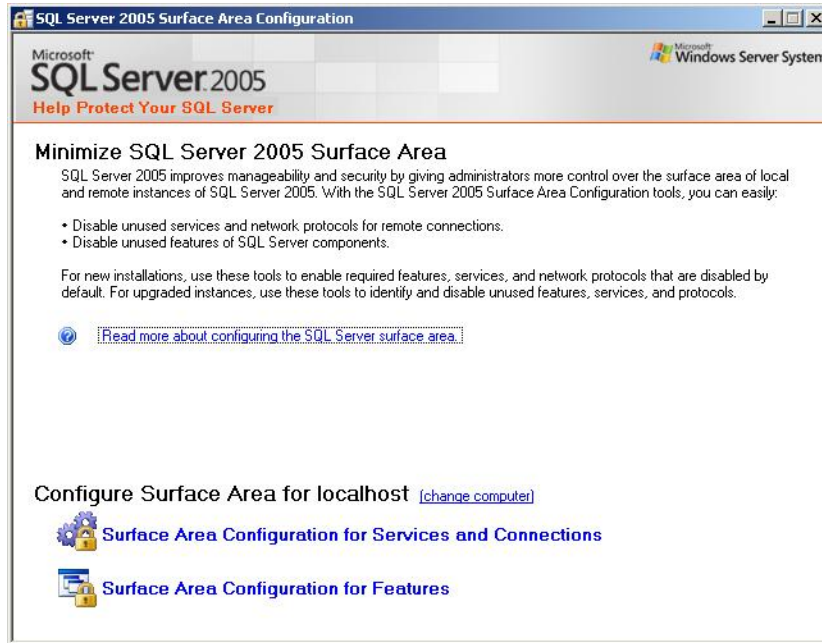 SQL Server 2005 Surface Area Configuration
Microsoft
SQL Server 2005
Help Protect Your SQL Server
Microsoft
Windows Server System
Minimize SQL Server 2005 Surface Area
SQL Server 2005 improves manageability and security by giving administrators more control over the surface area of local
and remote instances of SQL Server 2005. With the SQL Server 2005 Surface Area Configuration tools, you can easily:
• Disable unused services and network protocols for remote connections.
• Disable unused features of SQL Server components.
For new installations, use these tools to enable required features, services, and network protocols that are disabled by
default. For upgraded instances, use these tools to identify and disable unused features, services, and protocols.
Read more about configuring the SQL Server surface area.
Configure Surface Area for localhost (change computer)
Surface Area Configuration for Services and Connections
Surface Area Configuration for Features